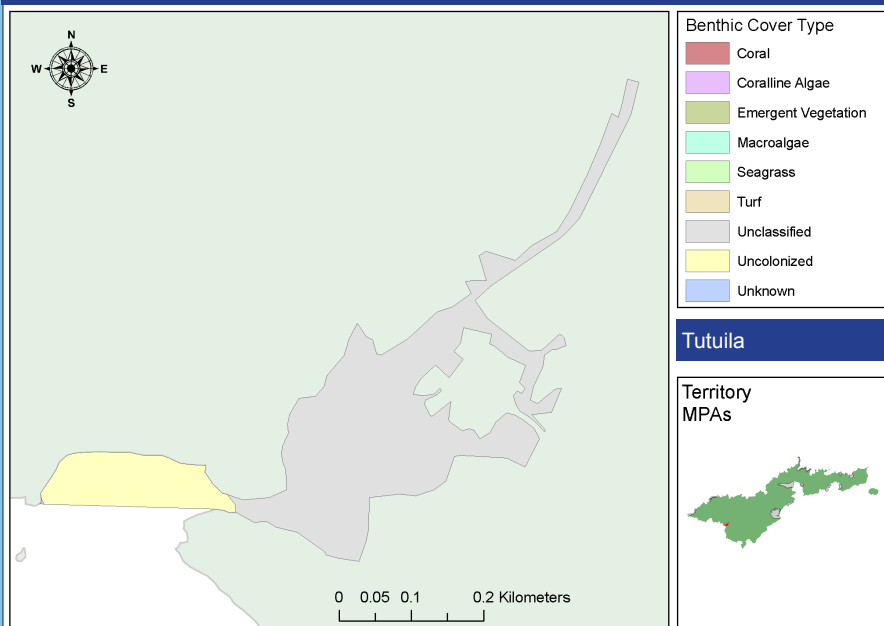 N
W E
S
0 0.05 0.1 0.2 Kilometers
Benthic Cover Type
Coral
Coralline Algae
Emergent Vegetation
Macroalgae
Seagrass
Turf
Unclassified
Uncolonized
Unknown
Tutuila
Territory
MPAs